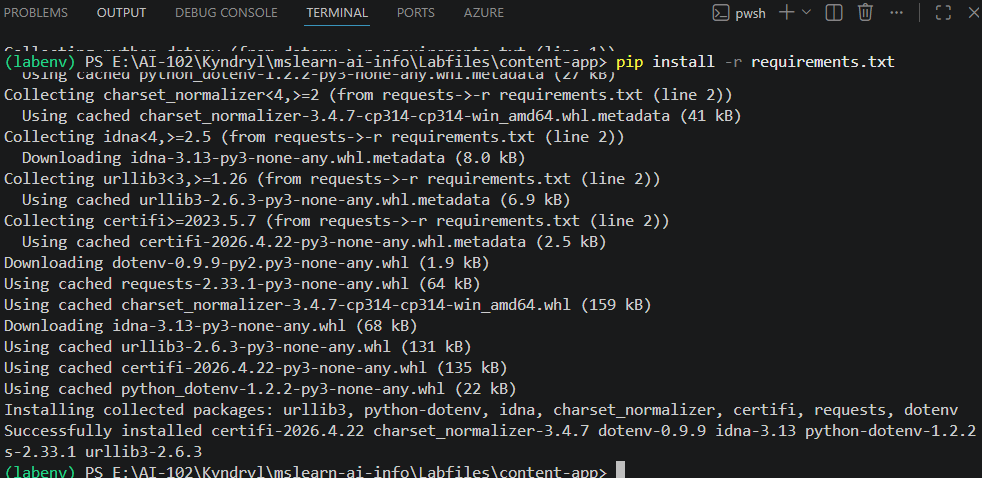 PROBLEMS OUTPUT DEBUG CONSOLE TERMINAL PORTS AZURE pwsh
Collecting python-dotenv (from dotenv->-r requirements.txt (line 1))
(labenv) PS E:\AI-102\Kyndryl\mslearn-ai-info\Labfiles\content-app> pip install -r requirements.txt
Using cached python_dotenv-1.2.2-py3-none-any.whl.metadata (27 kB)
Collecting charset_normalizer<4,>=2 (from requests->-r requirements.txt (line 2))
Using cached charset_normalizer-3.4.7-cp314-cp314-win_amd64.whl.metadata (41 kB)
Collecting idna<4,>=2.5 (from requests->-r requirements.txt (line 2))
Downloading idna-3.13-py3-none-any.whl.metadata (8.0 kB)
Collecting urllib3<3,>=1.26 (from requests->-r requirements.txt (line 2))
Using cached urllib3-2.6.3-py3-none-any.whl.metadata (6.9 kB)
Collecting certifi>=2023.5.7 (from requests->-r requirements.txt (line 2))
Using cached certifi-2026.4.22-py3-none-any.whl.metadata (2.5 kB)
Downloading dotenv-0.9.9-py2.py3-none-any.whl (1.9 kB)
Using cached requests-2.33.1-py3-none-any.whl (64 kB)
Using cached charset_normalizer-3.4.7-cp314-cp314-win_amd64.whl (159 kB)
Downloading idna-3.13-py3-none-any.whl (68 kB)
Using cached urllib3-2.6.3-py3-none-any.whl (131 kB)
Using cached certifi-2026.4.22-py3-none-any.whl (135 kB)
Using cached python_dotenv-1.2.2-py3-none-any.whl (22 kB)
Installing collected packages: urllib3, python-dotenv, idna, charset_normalizer, certifi, requests, dotenv
Successfully installed certifi-2026.4.22 charset_normalizer-3.4.7 dotenv-0.9.9 idna-3.13 python-dotenv-1.2.2
s-2.33.1 urllib3-2.6.3
(labenv) PS E:\AI-102\Kyndryl\mslearn-ai-info\Labfiles\content-app>